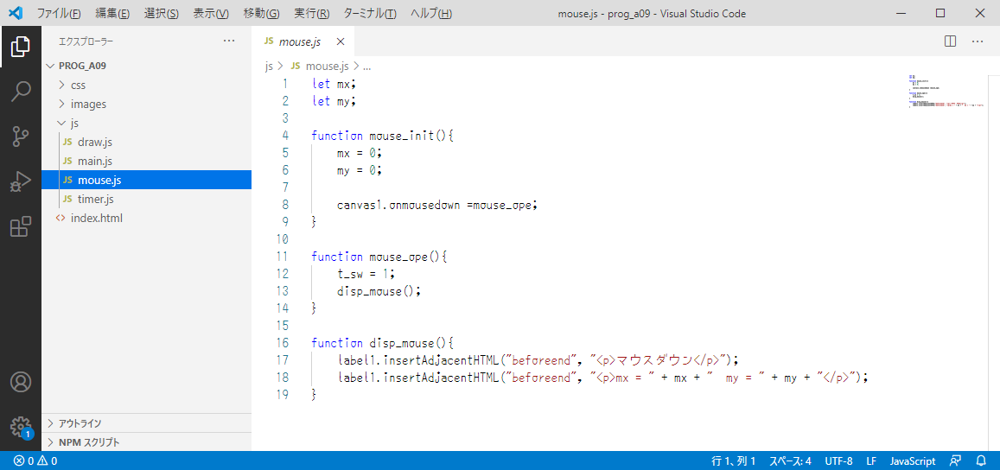 ファイル(F) 編集(E) 選択(S) 表示(V) 移動(G) 実行(R) ターミナル(T) ヘルプ(H) mouse.js - prog_a09 - Visual Studio Code
エクスプローラー ...
PROG_A09
css
images
js
JS draw.js
JS main.js
JS mouse.js
JS timer.js
<> index.html
アウトライン
NPM スクリプト
JS mouse.js
js > JS mouse.js > ...
1 let mx;
2 let my;
3
4 function mouse_init(){
5 mx = 0;
6 my = 0;
7
8 canvas1.onmousedown =mouse_ope;
9 }
10
11 function mouse_ope(){
12 t_sw = 1;
13 disp_mouse();
14 }
15
16 function disp_mouse(){
17 label1.insertAdjacentHTML("beforeend", "<p>マウスダウン</p>");
18 label1.insertAdjacentHTML("beforeend", "<p>mx = " + mx + "  my = " + my + "</p>");
19 }
1
0 0 行 1、列 1 スペース: 4 UTF-8 LF JavaScript